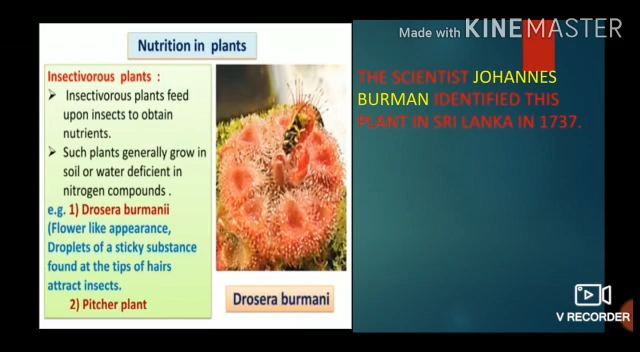 Made with KINEMASTER
Nutrition in plants
Insectivorous plants :
Insectivorous plants feed
upon insects to obtain
nutrients.
Such plants generally grow in
soil or water deficient in
nitrogen compounds .
e.g. 1) Drosera burmanii
(Flower like appearance,
Droplets of a sticky substance
found at the tips of hairs
attract insects.
2) Pitcher plant
Drosera burmani
THE SCIENTIST JOHANNES
BURMAN IDENTIFIED THIS
PLANT IN SRI LANKA IN 1737.
V RECORDER